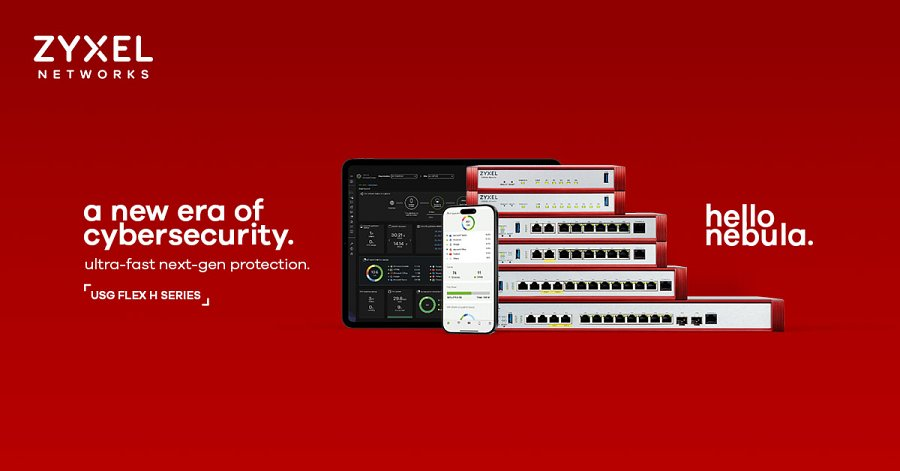 ZYXEL
NETWORKS
a new era of
cybersecurity.
ultra-fast next-gen protection.
USG FLEX H SERIES
ZYXEL
ZYXEL
hello
nebula.